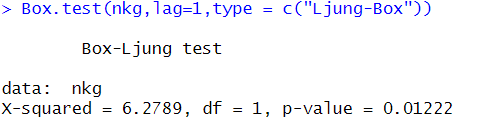 > Box.test(nkg,lag=1,type = c("Ljung-Box"))
Box-Ljung test
data:  nkg
X-squared = 6.2789, df = 1, p-value = 0.01222